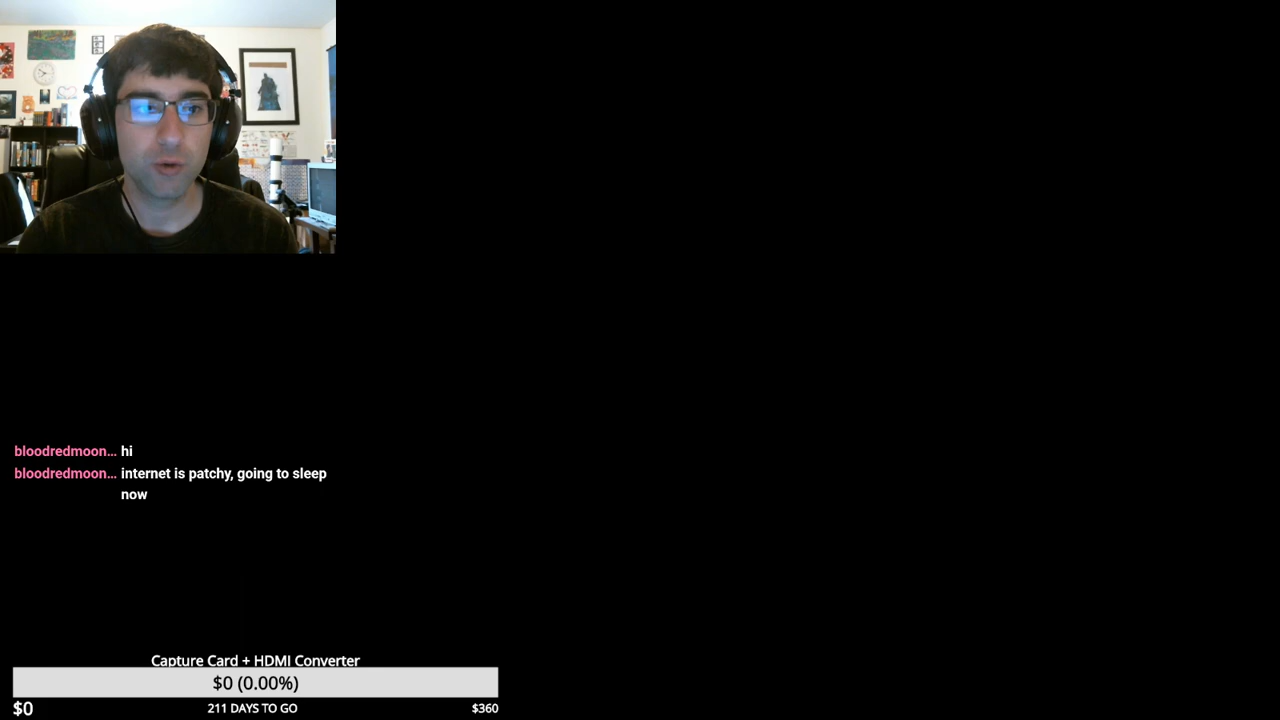 bloodredmoon... hi
bloodredmoon... internet is patchy, going to sleep
now
Capture Card + HDMI Converter
$0 (0.00%)
$0 211 DAYS TO GO $360